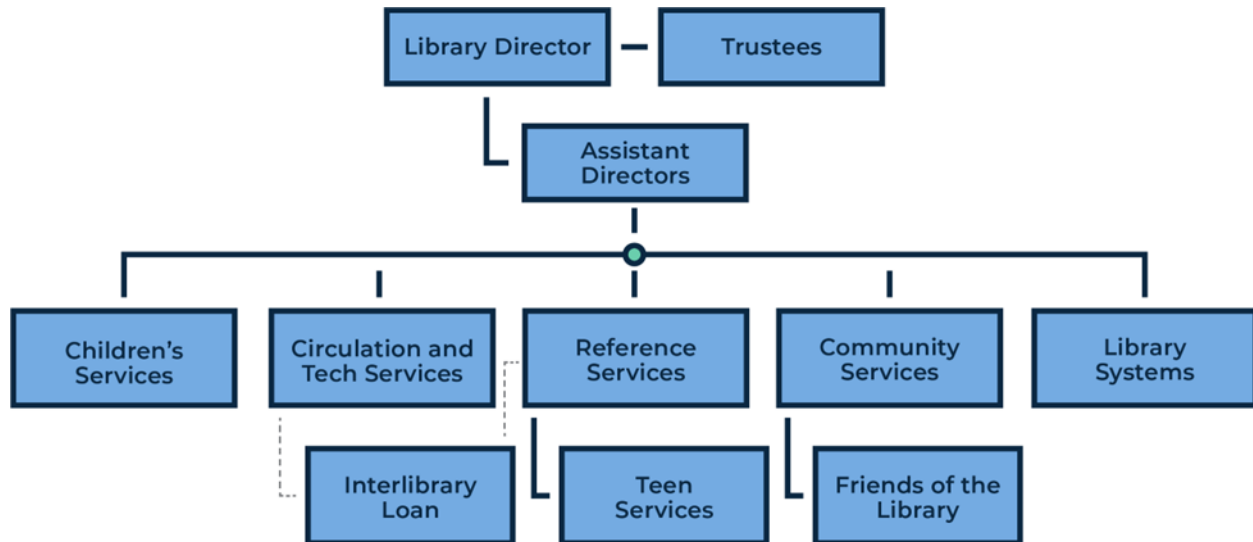 Library Director
Trustees
Assistant
Directors
Children’s
Services
Circulation and
Tech Services
Reference
Services
Community
Services
Library
Systems
Interlibrary
Loan
Teen
Services
Friends of the
Library